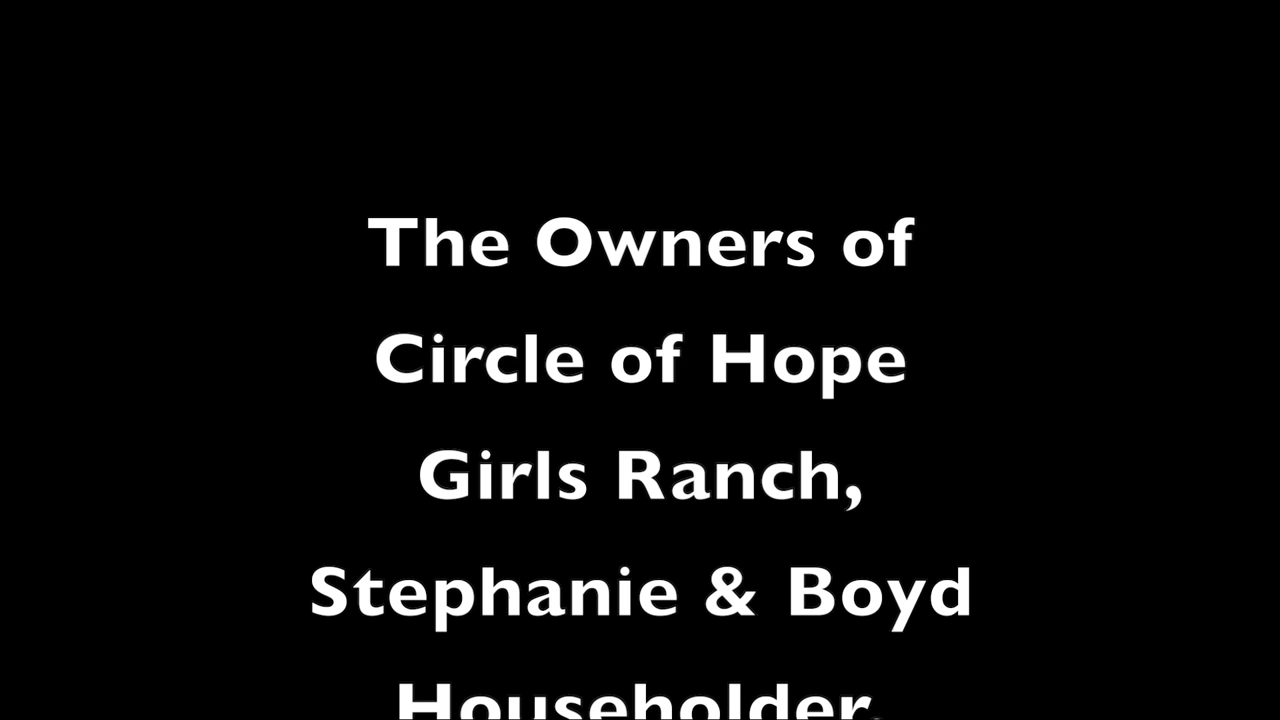 The Owners of
Circle of Hope
Girls Ranch,
Stephanie & Boyd
Householder,